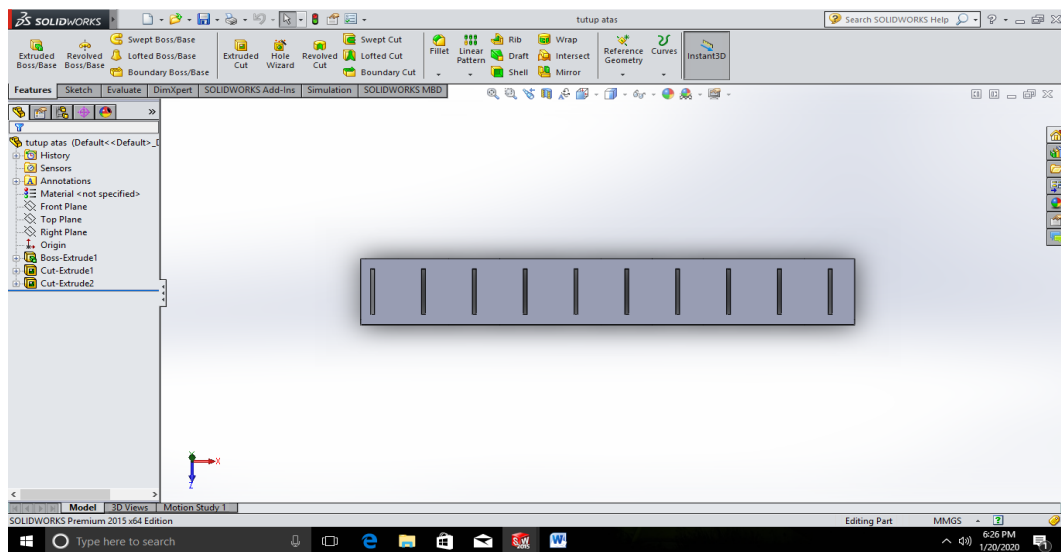 SOLIDWORKS
tutup atas
Search SOLIDWORKS Help
Extruded Boss/Base
Revolved Boss/Base
Swept Boss/Base
Lofted Boss/Base
Boundary Boss/Base
Extruded Cut
Hole Wizard
Revolved Cut
Swept Cut
Lofted Cut
Boundary Cut
Fillet
Linear Pattern
Rib
Draft
Shell
Wrap
Intersect
Mirror
Reference Geometry
Curves
Instant3D
Features Sketch Evaluate DimXpert SOLIDWORKS Add-Ins Simulation SOLIDWORKS MBD
tutup atas (Default<<Default>_D
History
Sensors
Annotations
Material <not specified>
Front Plane
Top Plane
Right Plane
Origin
Boss-Extrude1
Cut-Extrude1
Cut-Extrude2
X
Z
Model 3D Views Motion Study 1
SOLIDWORKS Premium 2015 x64 Edition
Editing Part
MMGS
Type here to search
6:26 PM
1/20/2020